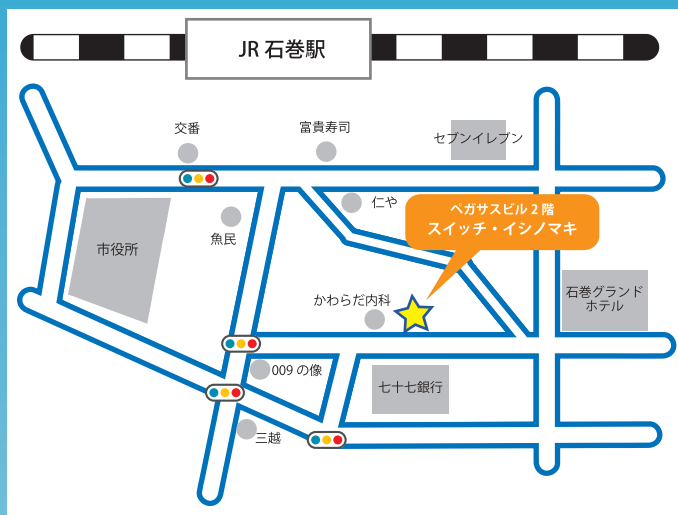 JR 石巻駅
交番
富貴寿司
セブンイレブン
仁や
ペガサスビル 2 階
スイッチ・イシノマキ
魚民
市役所
かわらだ内科
石巻グランド
ホテル
009 の像
七十七銀行
三越